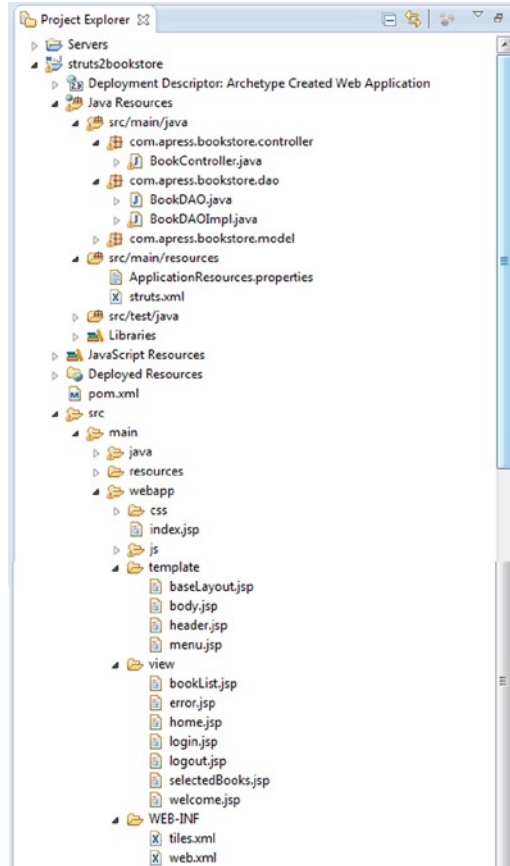 Project Explorer
Servers
struts2bookstore
Deployment Descriptor: Archetype Created Web Application
Java Resources
src/main/java
com.apress.bookstore.controller
BookController.java
com.apress.bookstore.dao
BookDAO.java
BookDAOImpl.java
com.apress.bookstore.model
src/main/resources
ApplicationResources.properties
struts.xml
src/test/java
Libraries
JavaScript Resources
Deployed Resources
pom.xml
src
main
java
resources
webapp
css
index.jsp
js
template
baseLayout.jsp
body.jsp
header.jsp
menu.jsp
view
bookList.jsp
error.jsp
home.jsp
login.jsp
logout.jsp
selectedBooks.jsp
welcome.jsp
WEB-INF
tiles.xml
web.xml